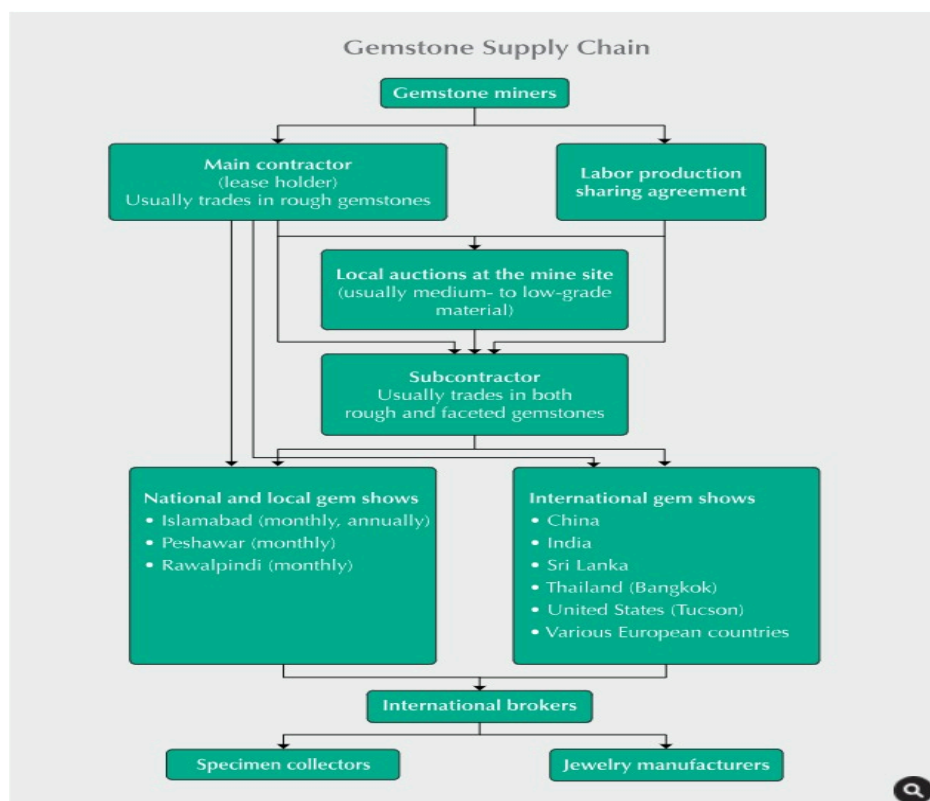 Gemstone Supply Chain
Gemstone miners
Main contractor
(lease holder)
Usually trades in rough gemstones
Labor production
sharing agreement
Local auctions at the mine site
(usually medium- to low-grade
material)
Subcontractor
Usually trades in both
rough and faceted gemstones
National and local gem shows
• Islamabad (monthly, annually)
• Peshawar (monthly)
• Rawalpindi (monthly)
International gem shows
• China
• India
• Sri Lanka
• Thailand (Bangkok)
• United States (Tucson)
• Various European countries
International brokers
Specimen collectors
Jewelry manufacturers